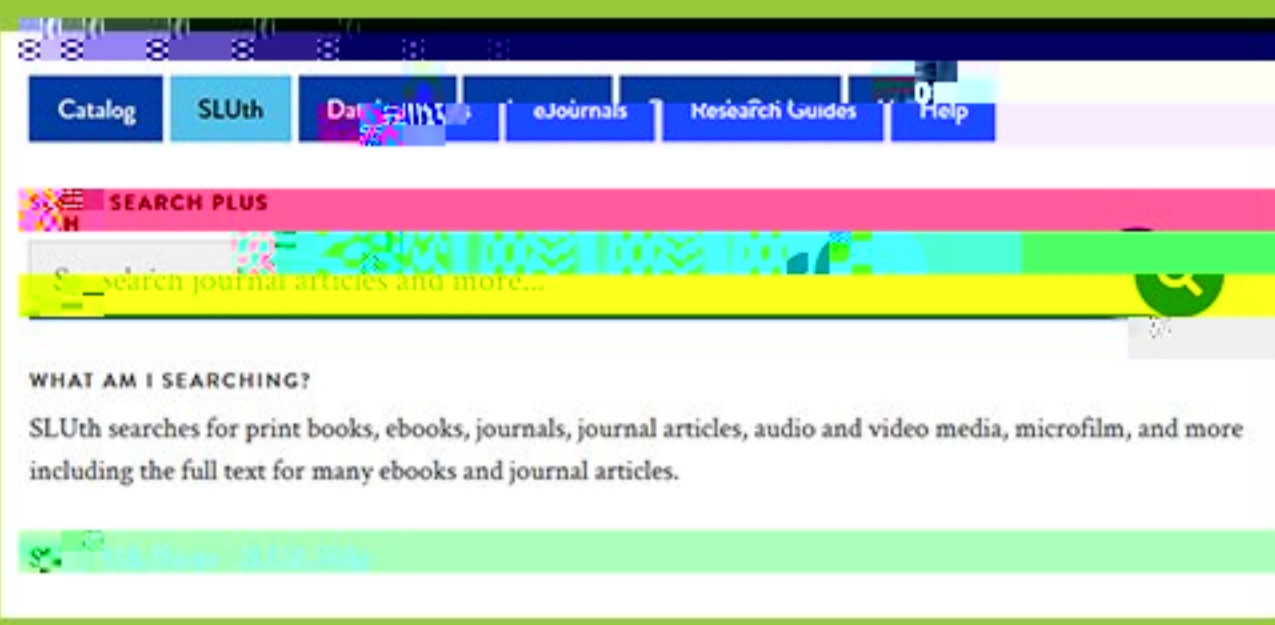 Catalog SLUth eJournals Research Guides Help
SEARCH PLUS
search journal articles and more...
WHAT AM I SEARCHING?
SLUth searches for print books, ebooks, journals, journal articles, audio and video media, microfilm, and more
including the full text for many ebooks and journal articles.